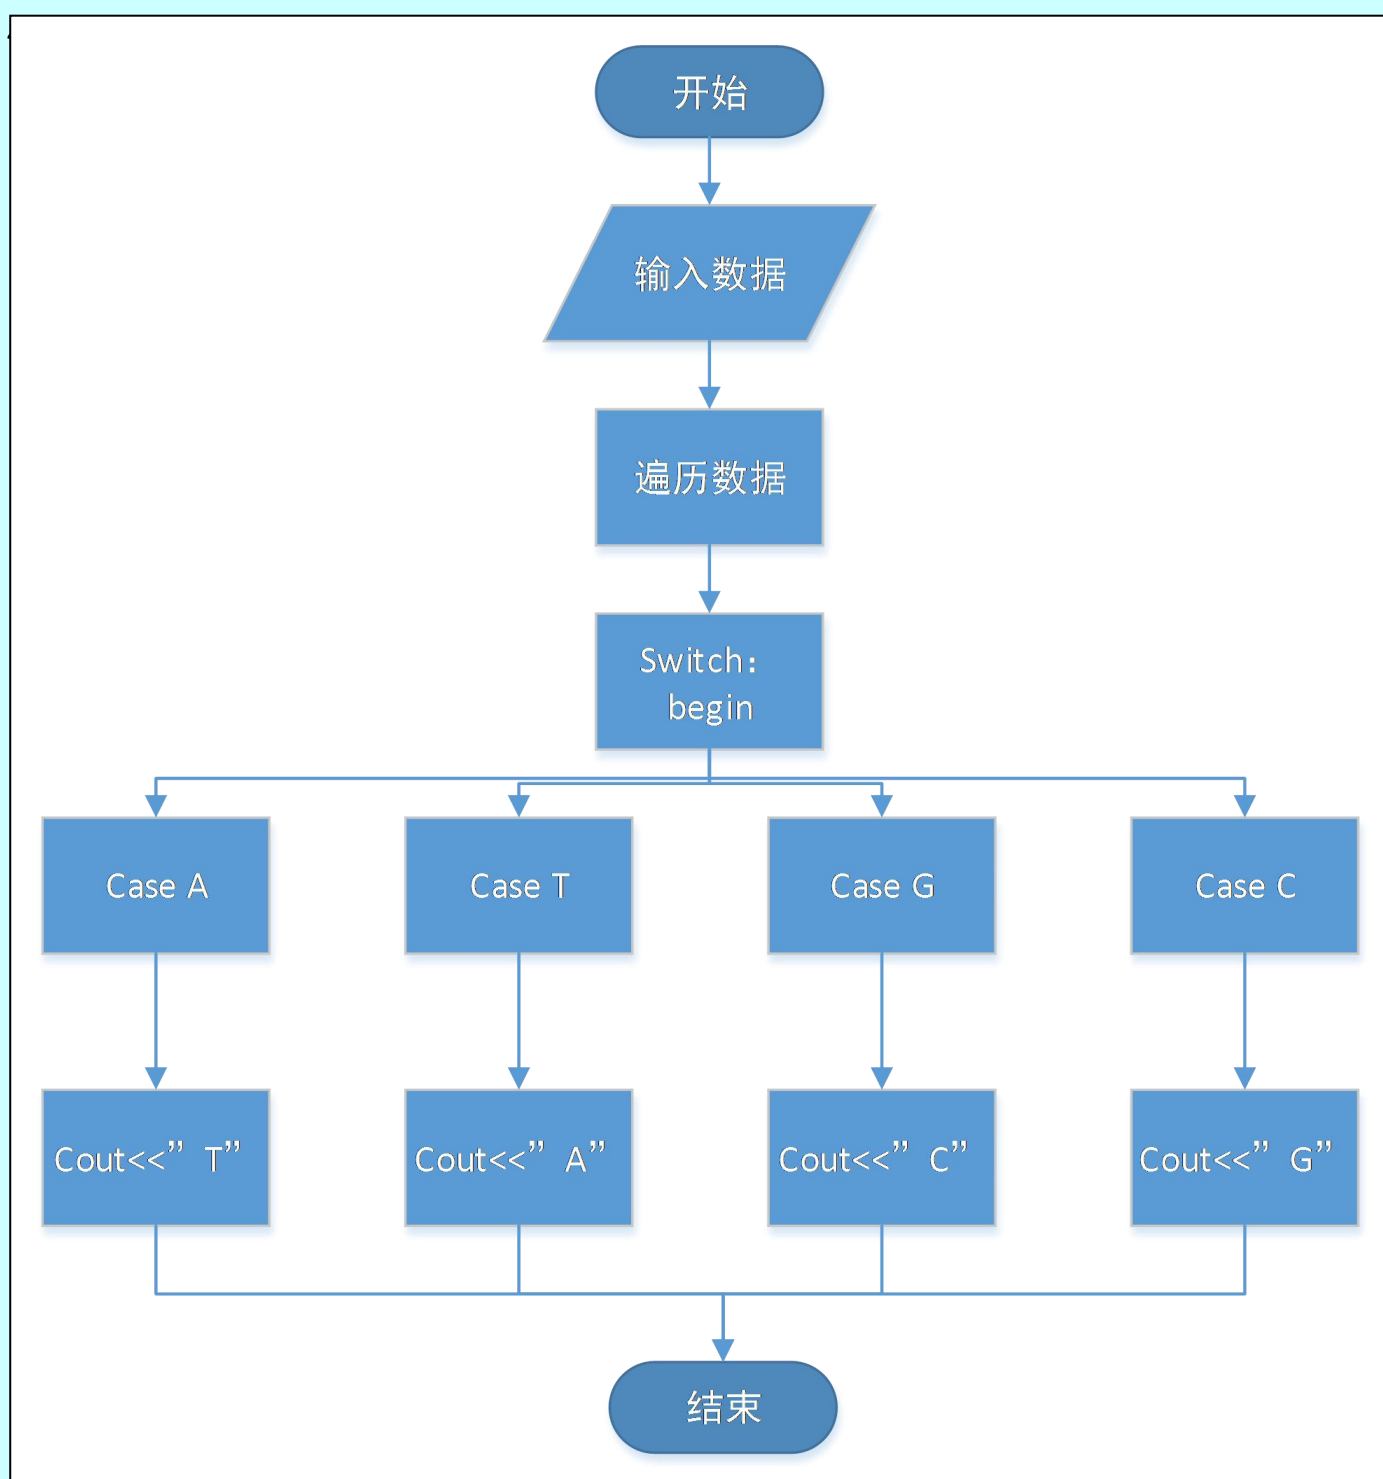 开始
输入数据
遍历数据
Switch：
begin
Case A
Case T
Case G
Case C
Cout<<”T”
Cout<<”A”
Cout<<”C”
Cout<<”G”
结束